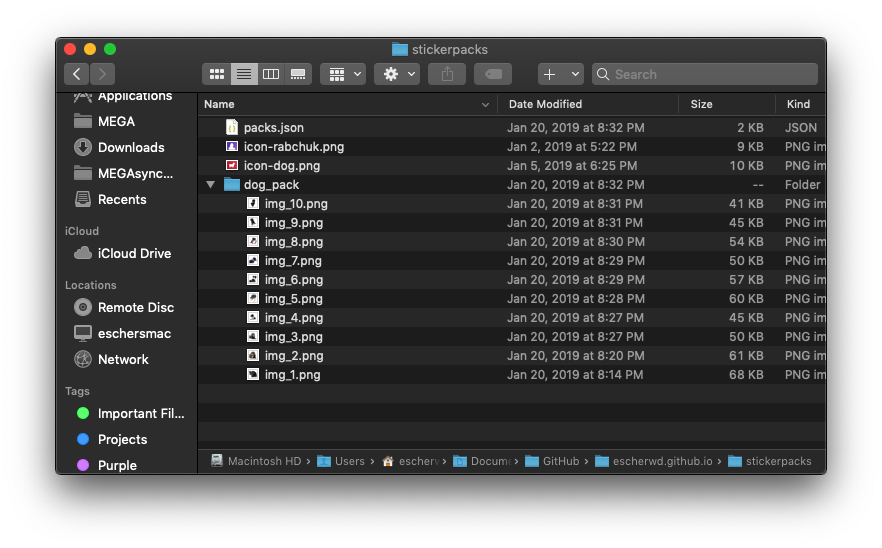 stickerpacks
Search
Applications
MEGA
Downloads
MEGAsync...
Recents
iCloud
iCloud Drive
Locations
Remote Disc
eschersmac
Network
Tags
Important Fil...
Projects
Purple
Name Date Modified Size Kind
packs.json Jan 20, 2019 at 8:32 PM 2 KB JSON
icon-rabchuk.png Jan 2, 2019 at 5:22 PM 9 KB PNG im
icon-dog.png Jan 5, 2019 at 6:25 PM 10 KB PNG im
dog_pack Jan 20, 2019 at 8:32 PM -- Folder
img_10.png Jan 20, 2019 at 8:31 PM 41 KB PNG im
img_9.png Jan 20, 2019 at 8:31 PM 45 KB PNG im
img_8.png Jan 20, 2019 at 8:30 PM 54 KB PNG im
img_7.png Jan 20, 2019 at 8:29 PM 50 KB PNG im
img_6.png Jan 20, 2019 at 8:29 PM 57 KB PNG im
img_5.png Jan 20, 2019 at 8:28 PM 60 KB PNG im
img_4.png Jan 20, 2019 at 8:27 PM 45 KB PNG im
img_3.png Jan 20, 2019 at 8:27 PM 50 KB PNG im
img_2.png Jan 20, 2019 at 8:20 PM 61 KB PNG im
img_1.png Jan 20, 2019 at 8:14 PM 68 KB PNG im
Macintosh HD › Users › escherw › Docum › GitHub › escherwd.github.io › stickerpacks